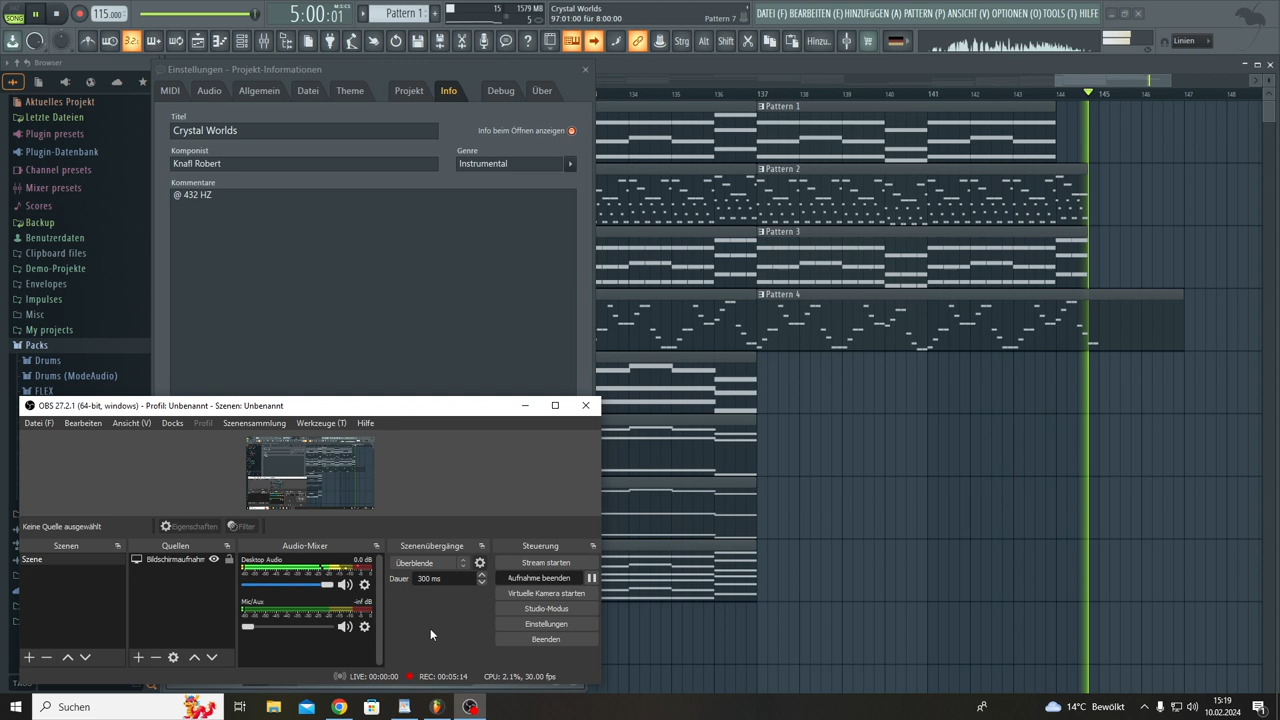 115.000
5:00:01
Pattern 1
15
1579 MB
5
Crystal Worlds
97:01:00 für 8:00:00
Pattern 7
DATEI (F) BEARBEITEN (E) HINZUFÜGEN (A) PATTERN (P) ANSICHT (V) OPTIONEN (O) TOOLS (T) HILFE
SONG
3.2
Strg
Alt
Shift
Hinzu.
Linien
Browser
Aktuelles Projekt
Letzte Dateien
Plugin presets
Plugin-Datenbank
Channel presets
Mixer presets
Scores
Backup
Benutzerdaten
Clipboard files
Demo-Projekte
Envelopes
Impulses
Misc
My projects
Packs
Drums
Drums (ModeAudio)
FLEX
Einstellungen - Projekt-Informationen
MIDI
Audio
Allgemein
Datei
Theme
Projekt
Info
Debug
Über
Titel
Crystal Worlds
Info beim Öffnen anzeigen
Komponist
Knafl Robert
Genre
Instrumental
Kommentare
@ 432 HZ
134 135 136 137 138 139 140 141 142 143 144 145 146 147 148
Pattern 1
Pattern 2
Pattern 3
Pattern 4
OBS 27.2.1 (64-bit, windows) - Profil: Unbenannt - Szenen: Unbenannt
Datei (F) Bearbeiten Ansicht (V) Docks Profil Szenensammlung Werkzeuge (T) Hilfe
Keine Quelle ausgewählt
Eigenschaften
Filter
Szenen
Quellen
Audio-Mixer
Szenenübergänge
Steuerung
Szene
Bildschirmaufnahm
Desktop Audio
0.0 dB
Mic/Aux
-inf dB
Überblende
Dauer
300 ms
Stream starten
Aufnahme beenden
Virtuelle Kamera starten
Studio-Modus
Einstellungen
Beenden
LIVE: 00:00:00
REC: 00:05:14
CPU: 2.1%, 30.00 fps
Suchen
14°C Bewölkt
15:19
10.02.2024